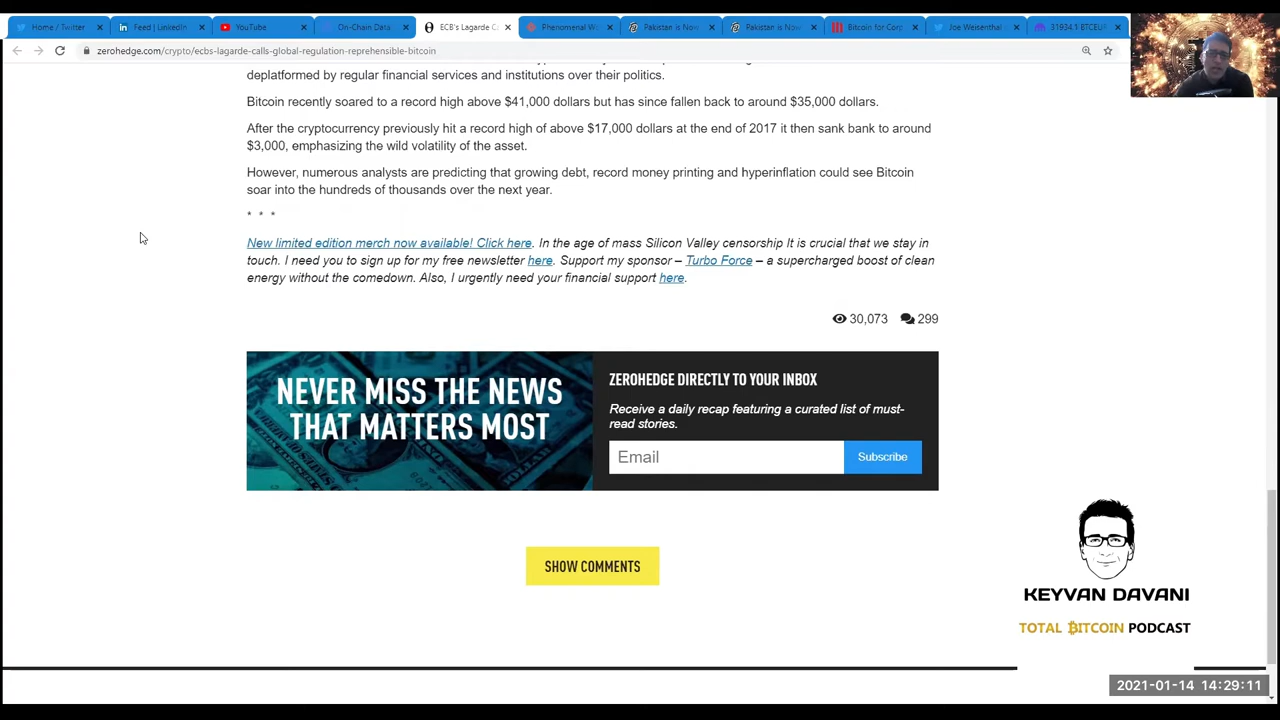 Home / Twitter
Feed | LinkedIn
YouTube
On-Chain Data
ECB's Lagarde C
Phenomenal W
Pakistan is Now
Pakistan is Now
Bitcoin for Corp
Joe Weisenthal
31934.1 BTCEUR
zerohedge.com/crypto/ecbs-lagarde-calls-global-regulation-reprehensible-bitcoin
deplatformed by regular financial services and institutions over their politics.
Bitcoin recently soared to a record high above $41,000 dollars but has since fallen back to around $35,000 dollars.
After the cryptocurrency previously hit a record high of above $17,000 dollars at the end of 2017 it then sank bank to around
$3,000, emphasizing the wild volatility of the asset.
However, numerous analysts are predicting that growing debt, record money printing and hyperinflation could see Bitcoin
soar into the hundreds of thousands over the next year.
* * *
New limited edition merch now available! Click here. In the age of mass Silicon Valley censorship It is crucial that we stay in
touch. I need you to sign up for my free newsletter here. Support my sponsor – Turbo Force – a supercharged boost of clean
energy without the comedown. Also, I urgently need your financial support here.
30,073 299
NEVER MISS THE NEWS
THAT MATTERS MOST
ZEROHEDGE DIRECTLY TO YOUR INBOX
Receive a daily recap featuring a curated list of must-
read stories.
Email
Subscribe
SHOW COMMENTS
KEYVAN DAVANI
TOTAL BITCOIN PODCAST
2021-01-14 14:29:11